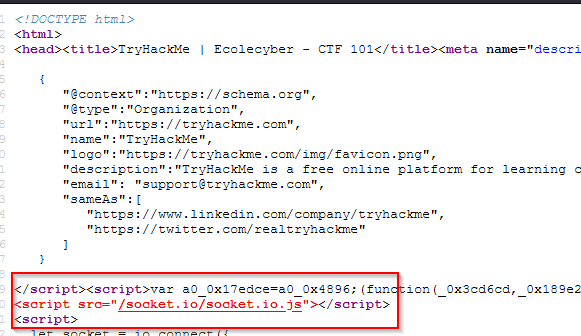 <!DOCTYPE html>
<html>
<head><title>TryHackMe | Ecolecyber - CTF 101</title><meta name="descri
{
"@context":"https://schema.org",
"@type":"Organization",
"url":"https://tryhackme.com",
"name":"TryHackMe",
"logo":"https://tryhackme.com/img/favicon.png",
"description":"TryHackMe is a free online platform for learning c
"email": "support@tryhackme.com",
"sameAs":[
"https://www.linkedin.com/company/tryhackme",
"https://twitter.com/realtryhackme"
]
}
</script><script>var a0_0x17edce=a0_0x4896;(function(_0x3cd6cd,_0x189e2
<script src="/socket.io/socket.io.js"></script>
<script>
let socket = io.connect({